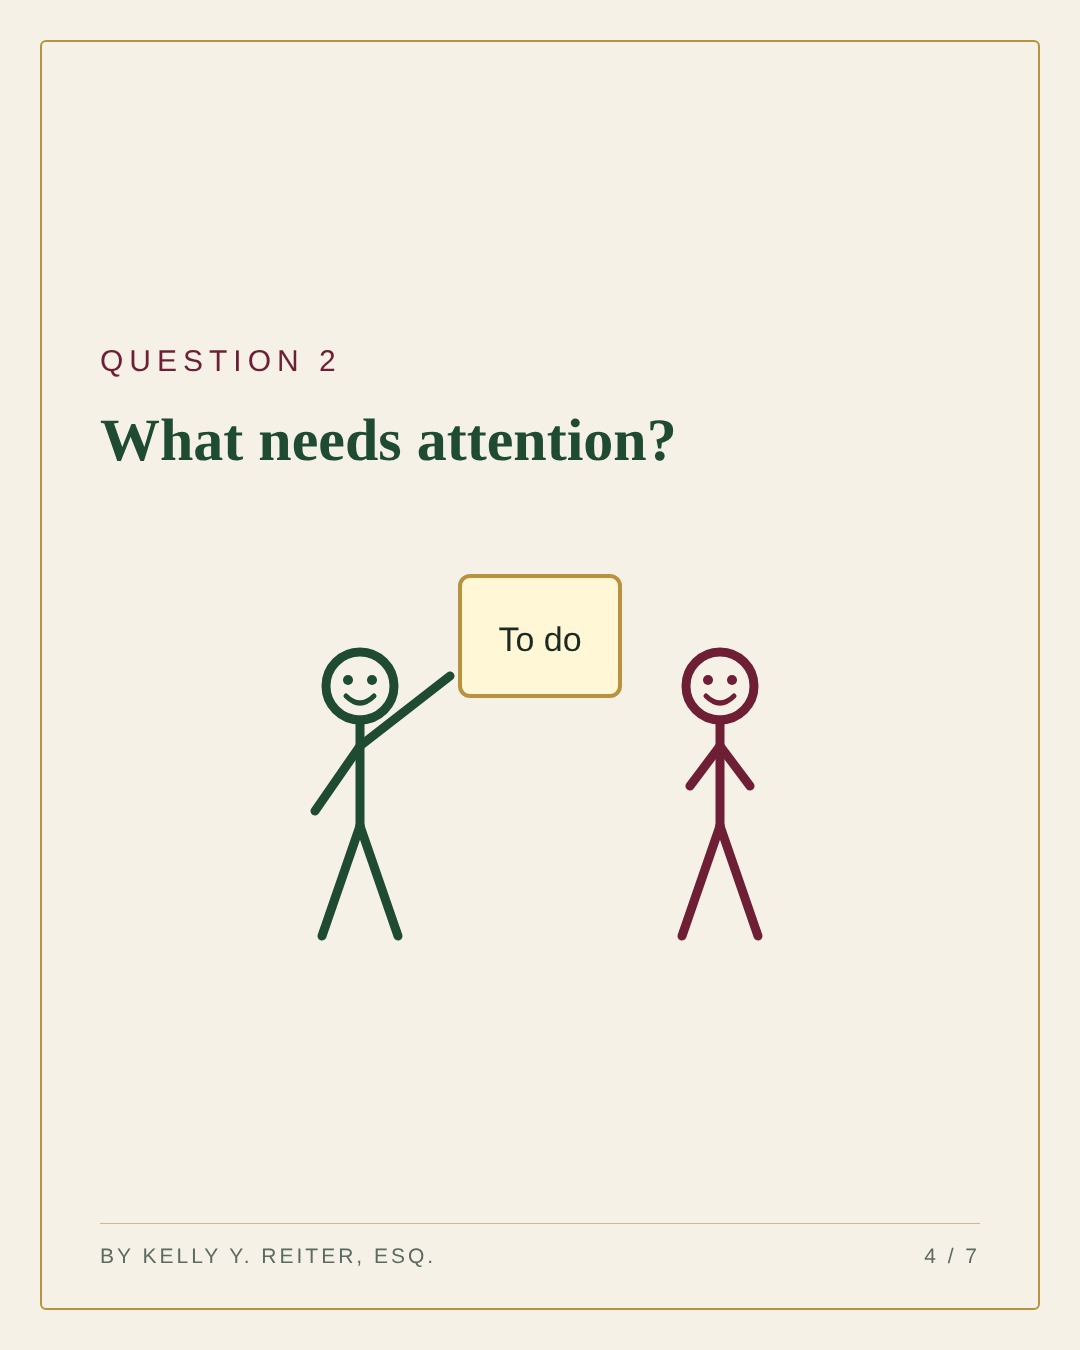 QUESTION 2
What needs attention?
To do
BY KELLY Y. REITER, ESQ.
4 / 7